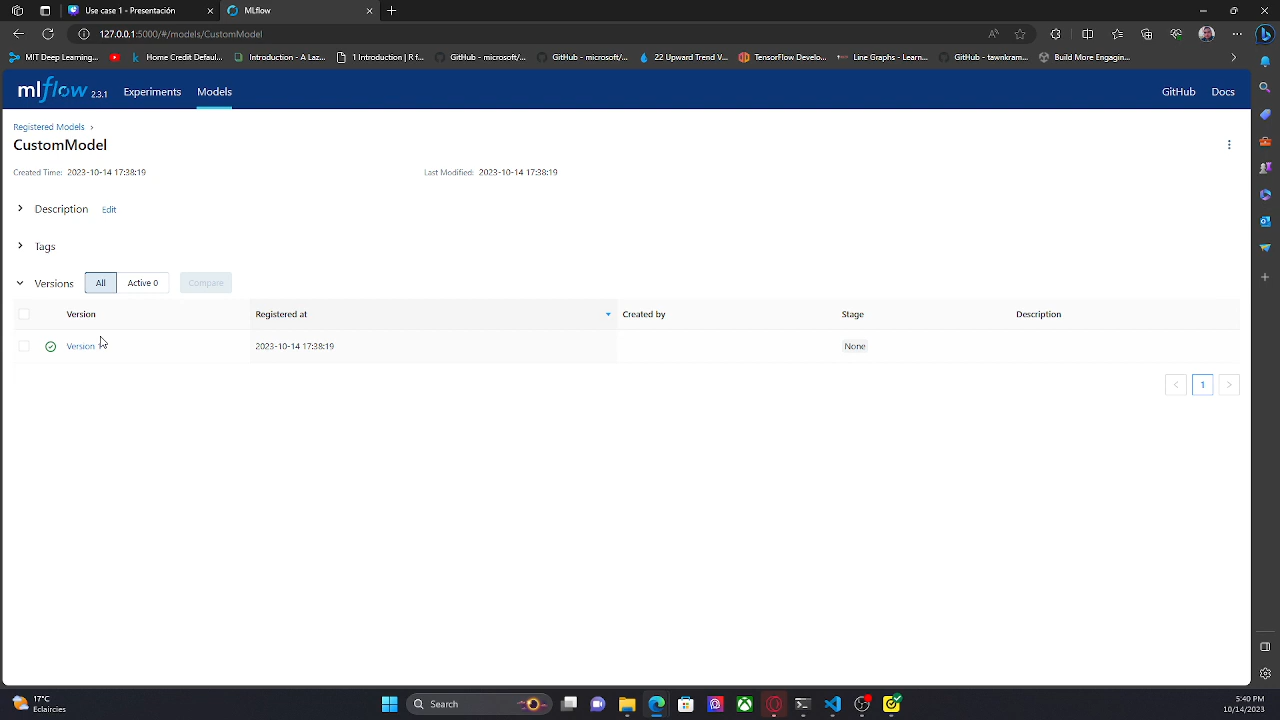 Use case 1 - Presentación
MLflow
127.0.0.1:5000/#/models/CustomModel
MIT Deep Learning...
Home Credit Defaul...
Introduction - A Laz...
1 Introduction | R f...
GitHub - microsoft/...
GitHub - microsoft/...
22 Upward Trend V...
TensorFlow Develo...
Line Graphs - Learn...
GitHub - tawnkram...
Build More Engagin...
mlflow 2.3.1 Experiments Models GitHub Docs
Registered Models >
CustomModel
Created Time: 2023-10-14 17:38:19 Last Modified: 2023-10-14 17:38:19
> Description Edit
> Tags
Versions All Active 0 Compare
Version Registered at Created by Stage Description
Version 2023-10-14 17:38:19 None
< 1 >
17°C
Eclaircies
Search
5:40 PM
10/14/2023